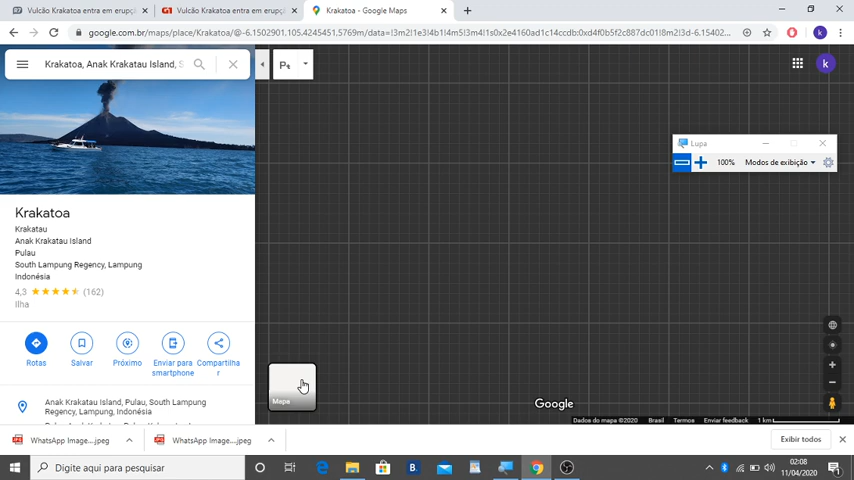 Vulcão Krakatoa entra em erupçã
Vulcão Krakatoa entra em erupçã
Krakatoa - Google Maps
google.com.br/maps/place/Krakatoa/@-6.1502901,105.4245451,5769m/data=!3m2!1e3!4b1!4m5!3m4!1s0x2e4160ad1c14ccdb:0xd4f0b5f2c887dc01!8m2!3d-6.15402...
Krakatoa, Anak Krakatau Island, S
Pt
k
k
Lupa
100%
Modos de exibição
Krakatoa
Krakatau
Anak Krakatau Island
Pulau
South Lampung Regency, Lampung
Indonésia
4,3 (162)
Ilha
Rotas
Salvar
Próximo
Enviar para smartphone
Compartilha r
Anak Krakatau Island, Pulau, South Lampung
Regency, Lampung, Indonésia
Mapa
Google
Dados do mapa ©2020 Brasil Termos Enviar feedback 1 km
WhatsApp Image....jpeg
WhatsApp Image....jpeg
Exibir todos
Digite aqui para pesquisar
B.
02:08
11/04/2020